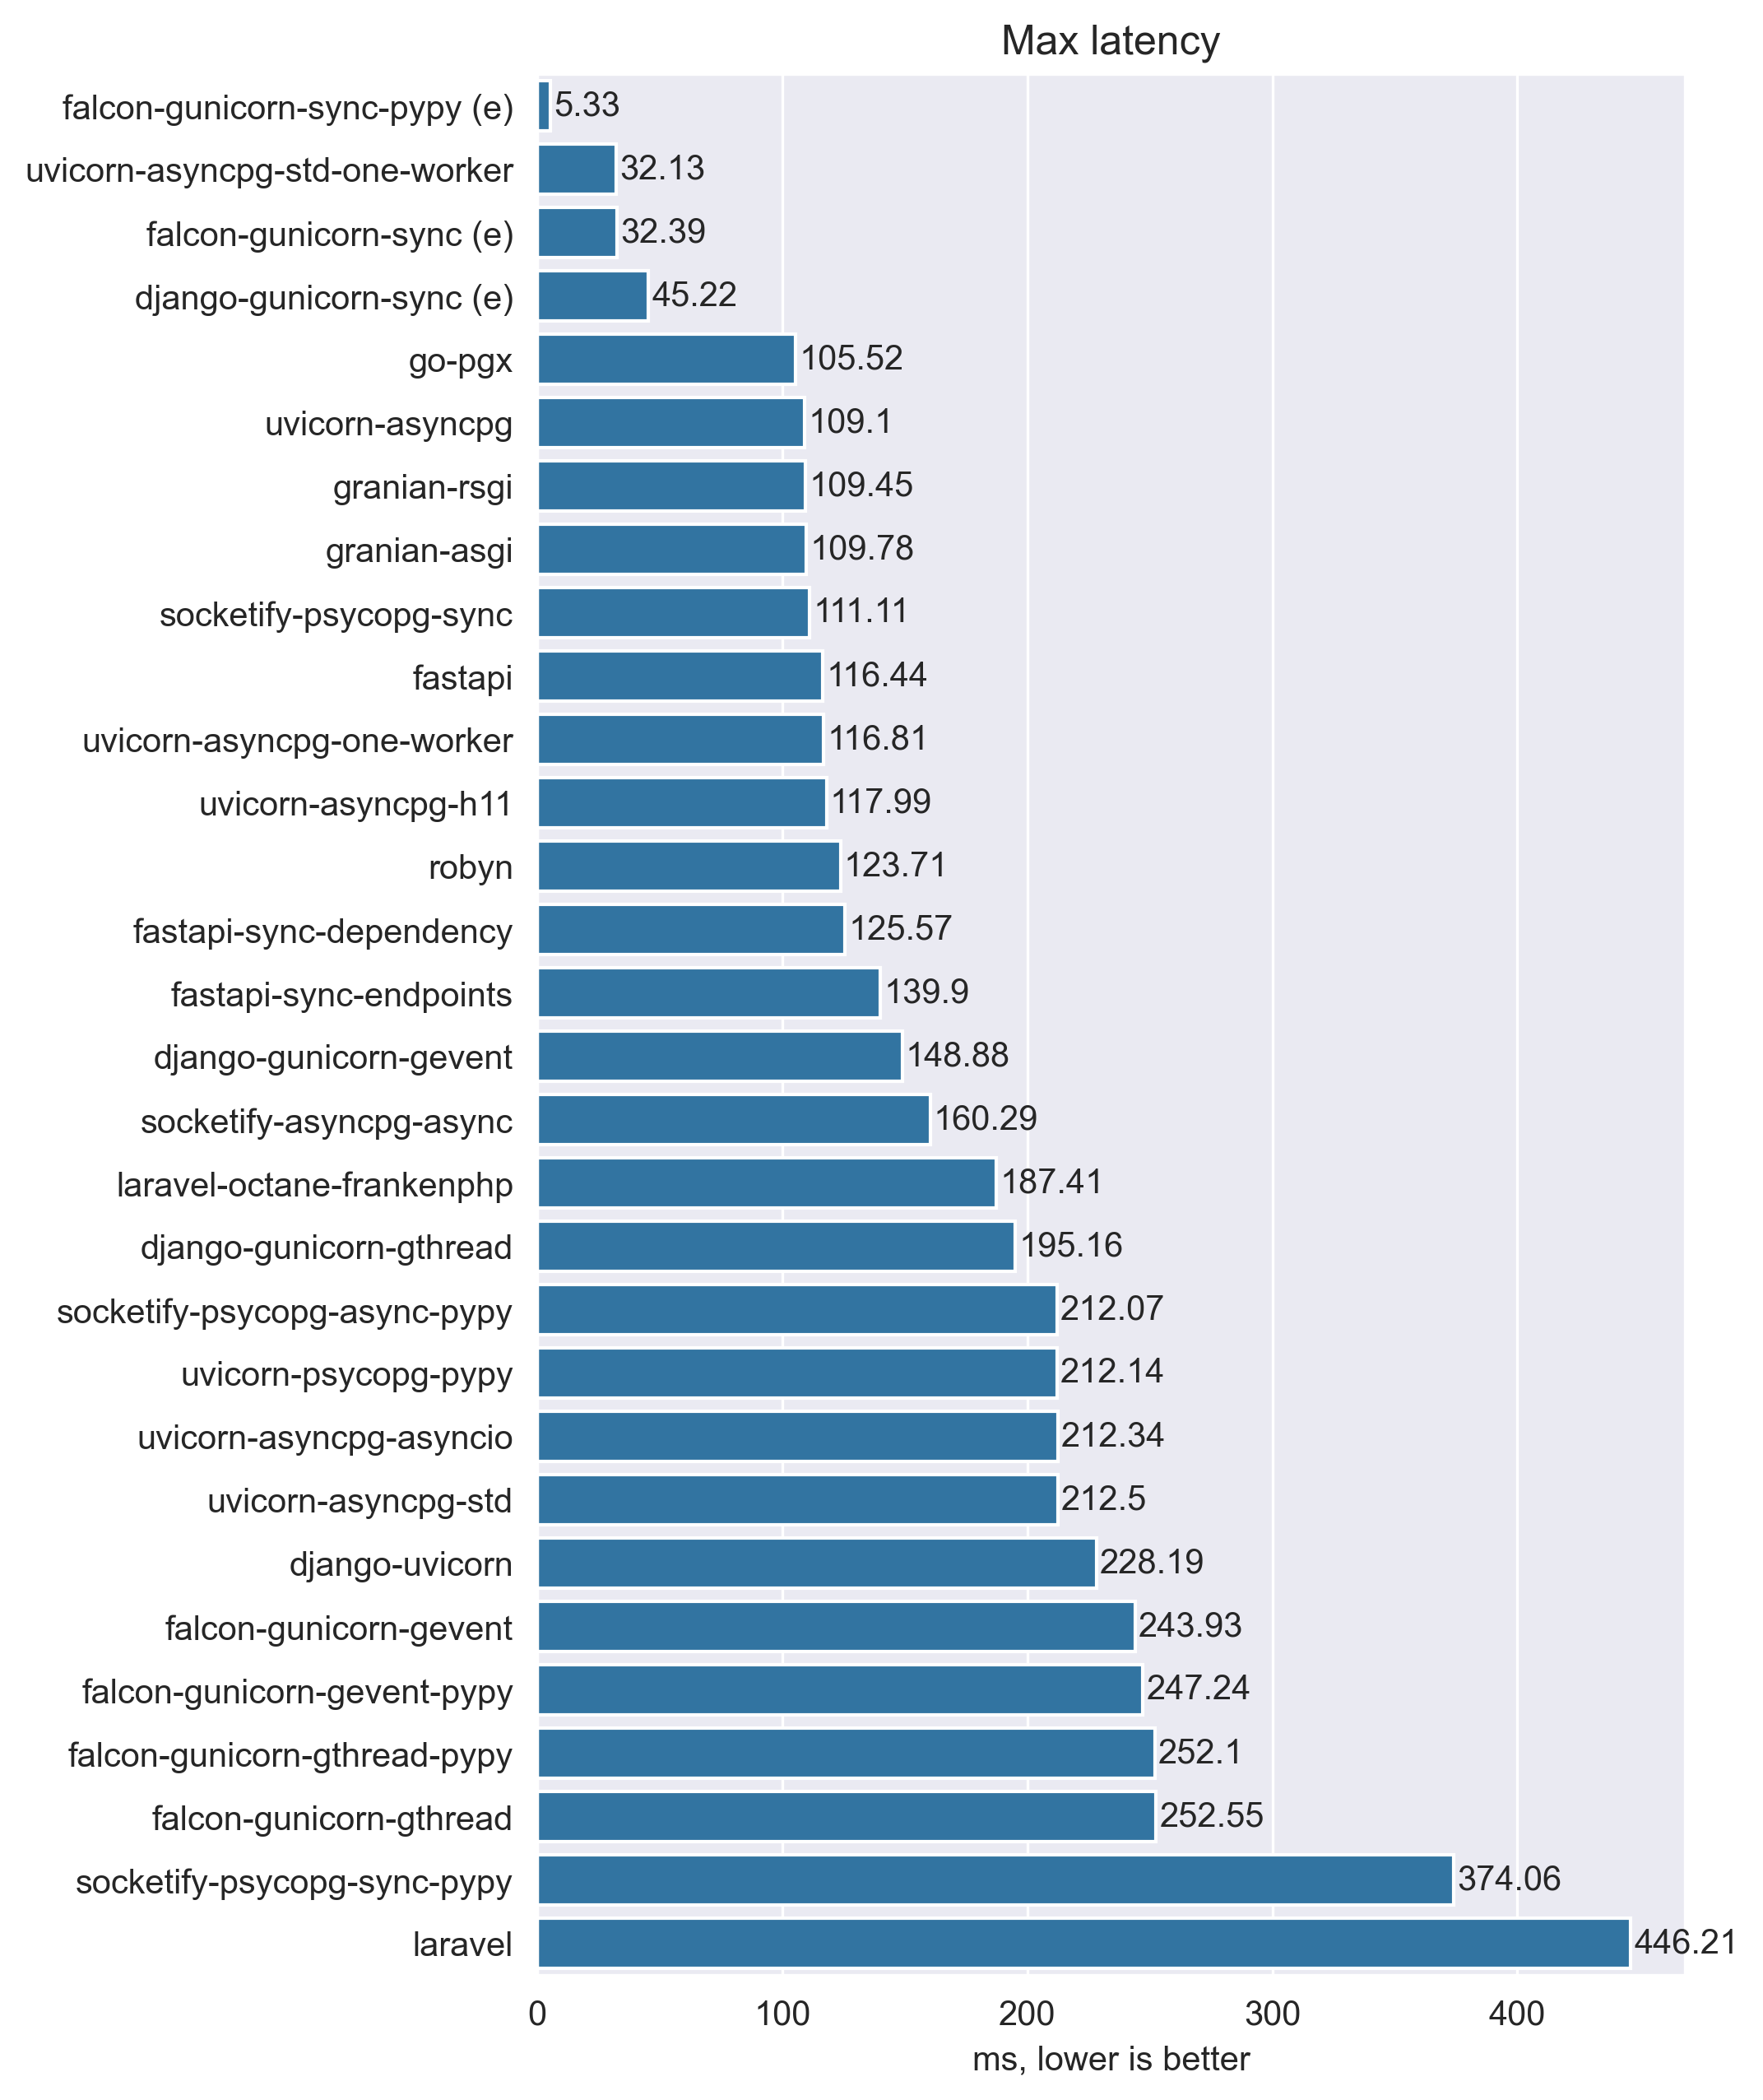 Max latency
falcon-gunicorn-sync-pypy (e) 5.33
uvicorn-asyncpg-std-one-worker 32.13
falcon-gunicorn-sync (e) 32.39
django-gunicorn-sync (e) 45.22
go-pgx 105.52
uvicorn-asyncpg 109.1
granian-rsgi 109.45
granian-asgi 109.78
socketify-psycopg-sync 111.11
fastapi 116.44
uvicorn-asyncpg-one-worker 116.81
uvicorn-asyncpg-h11 117.99
robyn 123.71
fastapi-sync-dependency 125.57
fastapi-sync-endpoints 139.9
django-gunicorn-gevent 148.88
socketify-asyncpg-async 160.29
laravel-octane-frankenphp 187.41
django-gunicorn-gthread 195.16
socketify-psycopg-async-pypy 212.07
uvicorn-psycopg-pypy 212.14
uvicorn-asyncpg-asyncio 212.34
uvicorn-asyncpg-std 212.5
django-uvicorn 228.19
falcon-gunicorn-gevent 243.93
falcon-gunicorn-gevent-pypy 247.24
falcon-gunicorn-gthread-pypy 252.1
falcon-gunicorn-gthread 252.55
socketify-psycopg-sync-pypy 374.06
laravel 446.21
0 100 200 300 400
ms, lower is better